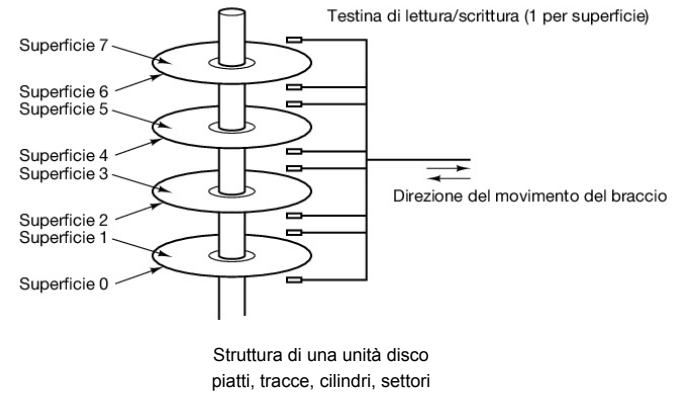 Testina di lettura/scrittura (1 per superficie)
Superficie 7
Superficie 6
Superficie 5
Superficie 4
Superficie 3
Direzione del movimento del braccio
Superficie 2
Superficie 1
Superficie 0
Struttura di una unità disco
piatti, tracce, cilindri, settori